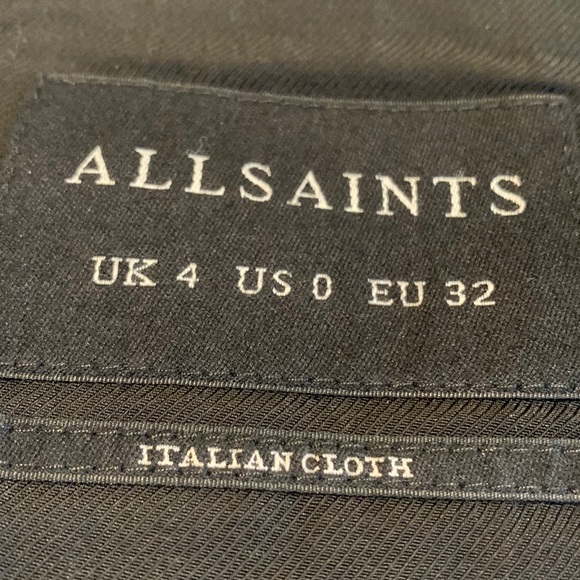 ALLSAINTS
UK 4 US 0 EU 32
ITALIAN CLOTH